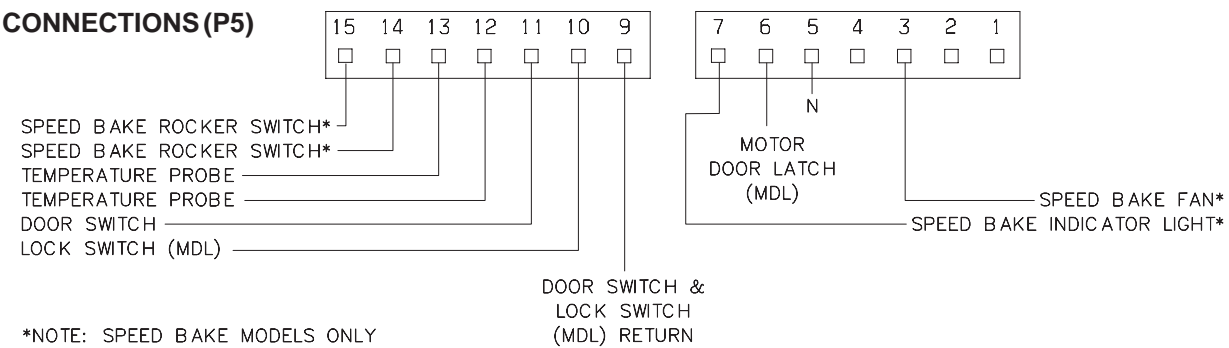 CONNECTIONS (P5)
15 14 13 12 11 10 9
7 6 5 4 3 2 1
N
SPEED BAKE ROCKER SWITCH*
SPEED BAKE ROCKER SWITCH*
TEMPERATURE PROBE
TEMPERATURE PROBE
DOOR SWITCH
LOCK SWITCH (MDL)
MOTOR
DOOR LATCH
(MDL)
SPEED BAKE FAN*
SPEED BAKE INDICATOR LIGHT*
DOOR SWITCH &
LOCK SWITCH
(MDL) RETURN
*NOTE: SPEED BAKE MODELS ONLY